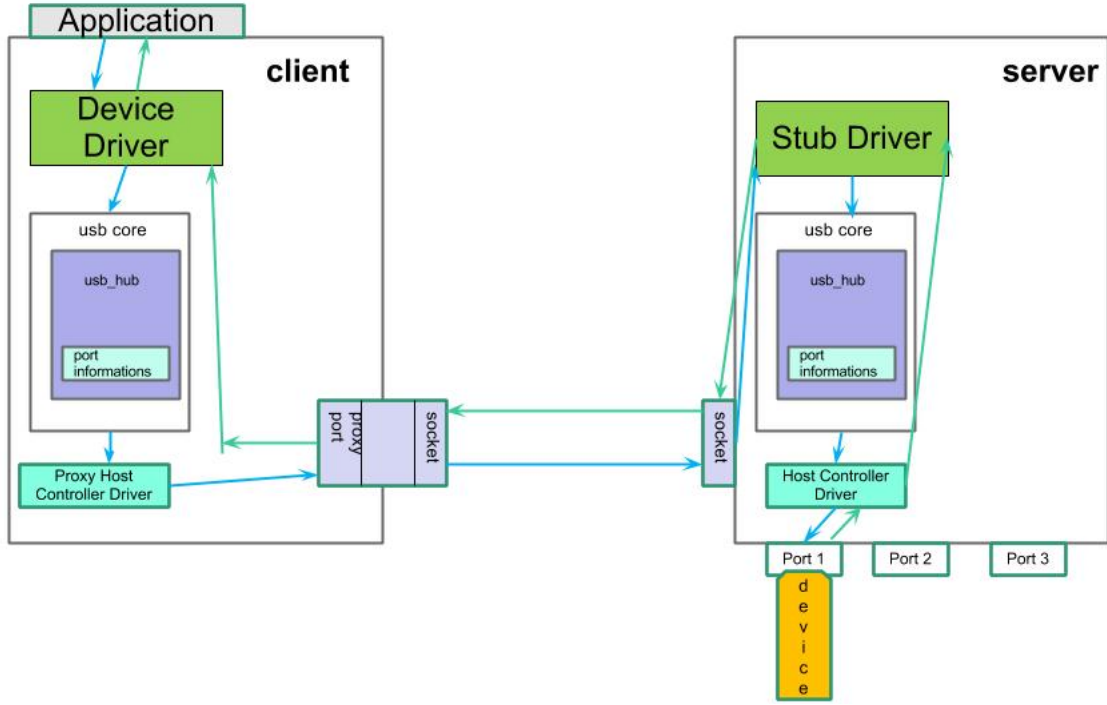 Application
client
Device
Driver
usb core
usb_hub
port
informations
Proxy Host
Controller Driver
proxy
port
socket
server
Stub Driver
usb core
usb_hub
port
informations
socket
Host Controller
Driver
Port 1
Port 2
Port 3
device